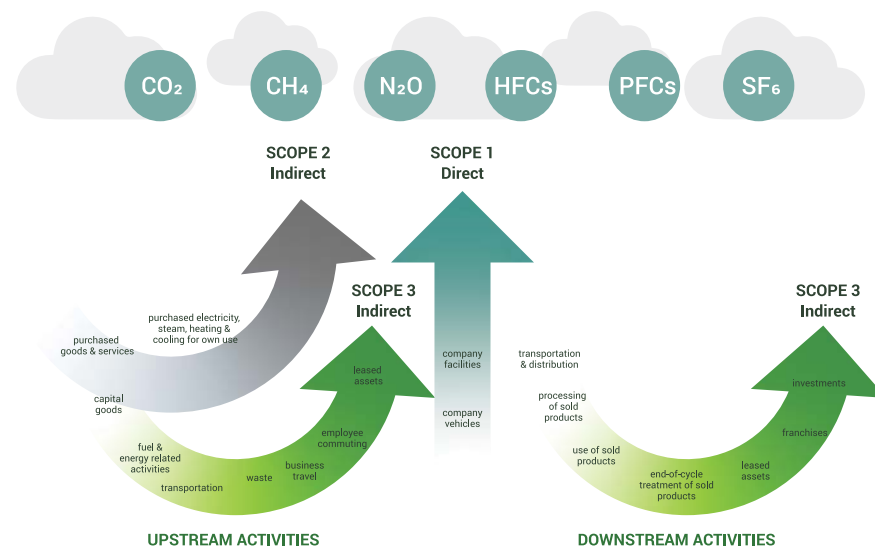 CO₂
CH₄
N₂O
HFCs
PFCs
SF₆
SCOPE 2
Indirect
SCOPE 1
Direct
SCOPE 3
Indirect
SCOPE 3
Indirect
purchased electricity,
steam, heating &
cooling for own use
purchased
goods & services
capital
goods
fuel &
energy related
activities
transportation
waste
business
travel
employee
commuting
leased
assets
company
facilities
company
vehicles
transportation
& distribution
processing
of sold
products
use of sold
products
end-of-cycle
treatment of sold
products
leased
assets
franchises
investments
UPSTREAM ACTIVITIES
DOWNSTREAM ACTIVITIES